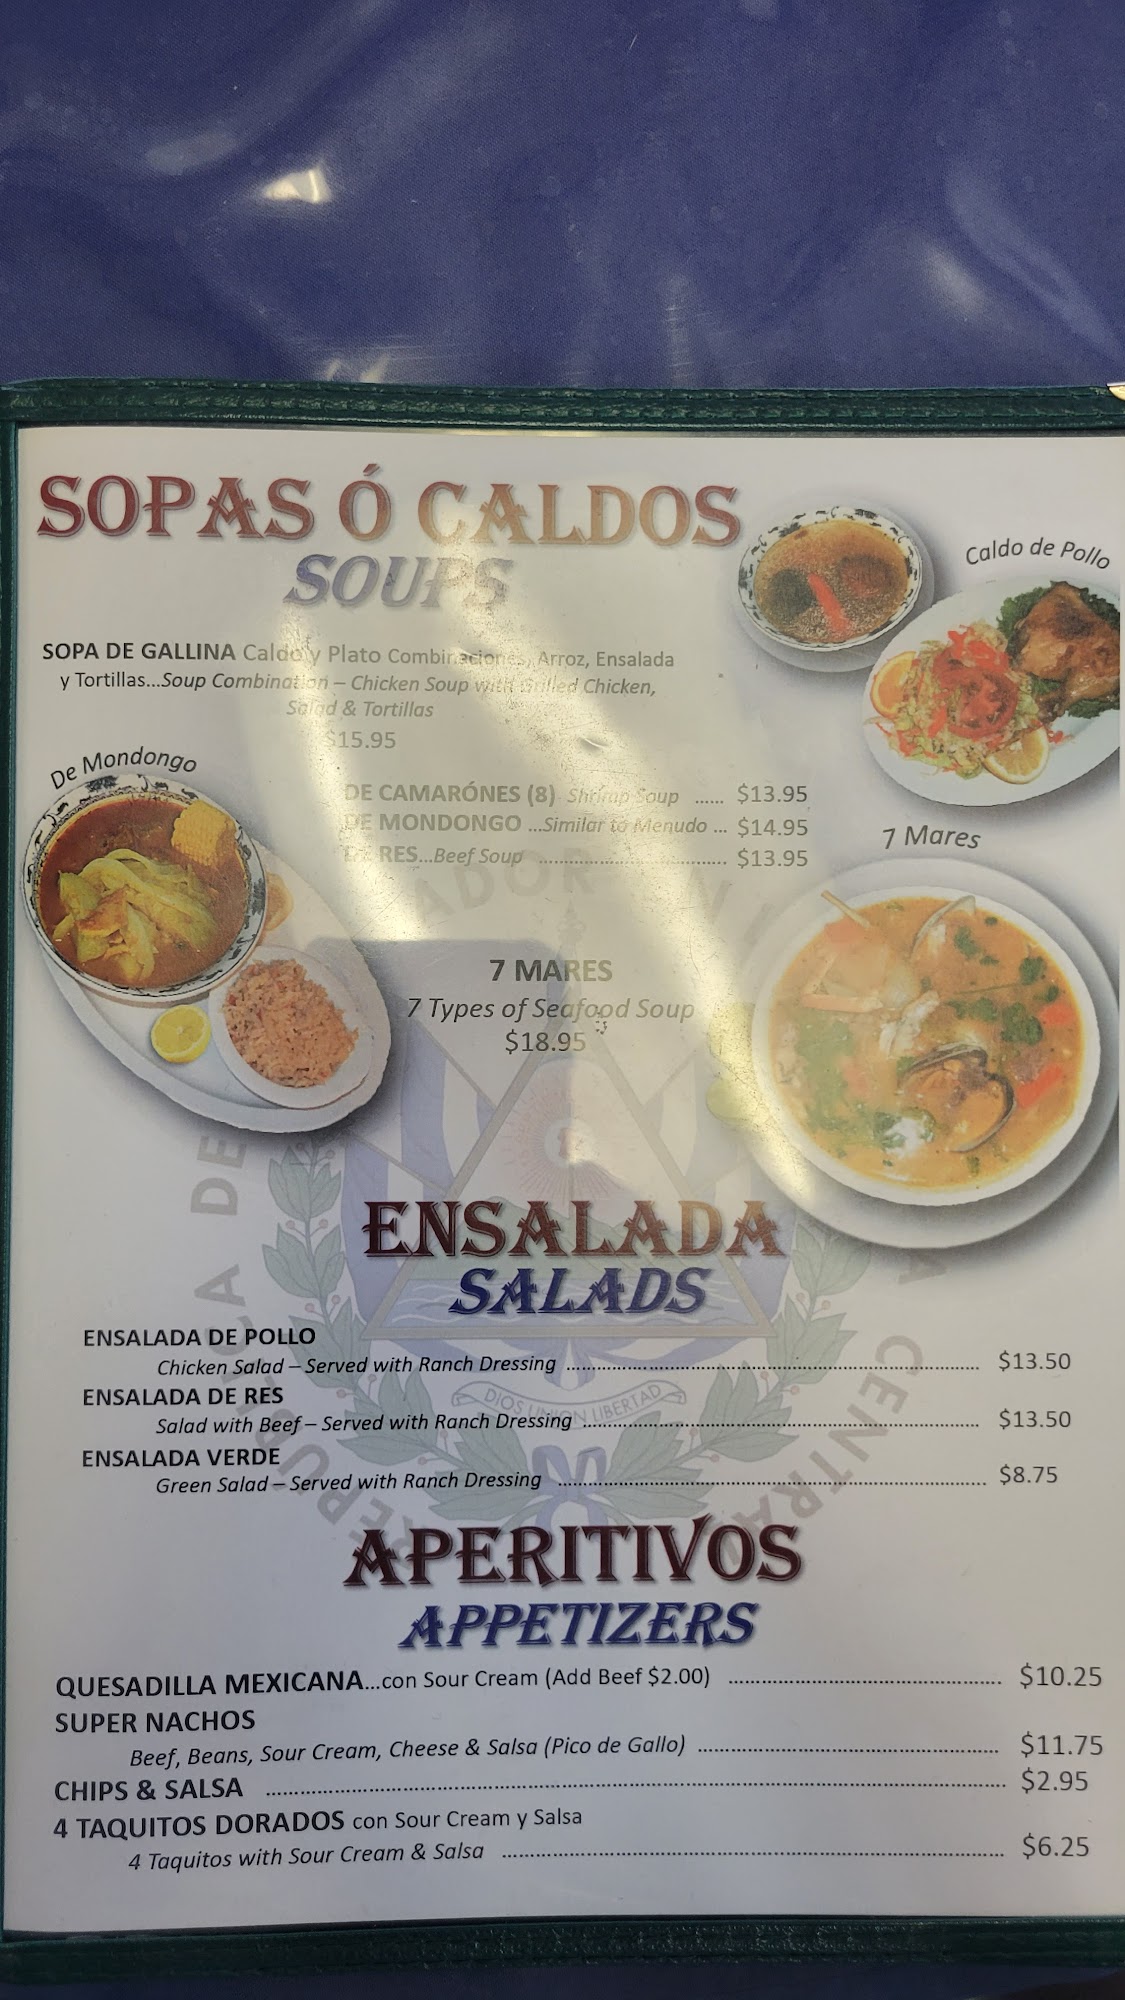 SOPAS Ó CALDOS
SOUPS
Caldo de Pollo
SOPA DE GALLINA Caldo y Plato Combinaciones, Arroz, Ensalada
y Tortillas...Soup Combination – Chicken Soup with Grilled Chicken,
Salad & Tortillas
$15.95
De Mondongo
DE CAMARÓNES (8) Shrimp Soup ...... $13.95
DE MONDONGO ...Similar to Menudo ... $14.95
DE RES...Beef Soup ................................ $13.95
7 Mares
7 MARES
7 Types of Seafood Soup
$18.95
ENSALADA
SALADS
ENSALADA DE POLLO
Chicken Salad – Served with Ranch Dressing ................ $13.50
ENSALADA DE RES
Salad with Beef – Served with Ranch Dressing ................ $13.50
ENSALADA VERDE
Green Salad – Served with Ranch Dressing ................ $8.75
DIOS UNION LIBERTAD
APERITIVOS
APPETIZERS
QUESADILLA MEXICANA...con Sour Cream (Add Beef $2.00) ................ $10.25
SUPER NACHOS
Beef, Beans, Sour Cream, Cheese & Salsa (Pico de Gallo) ................ $11.75
CHIPS & SALSA ................ $2.95
4 TAQUITOS DORADOS con Sour Cream y Salsa
4 Taquitos with Sour Cream & Salsa ................ $6.25